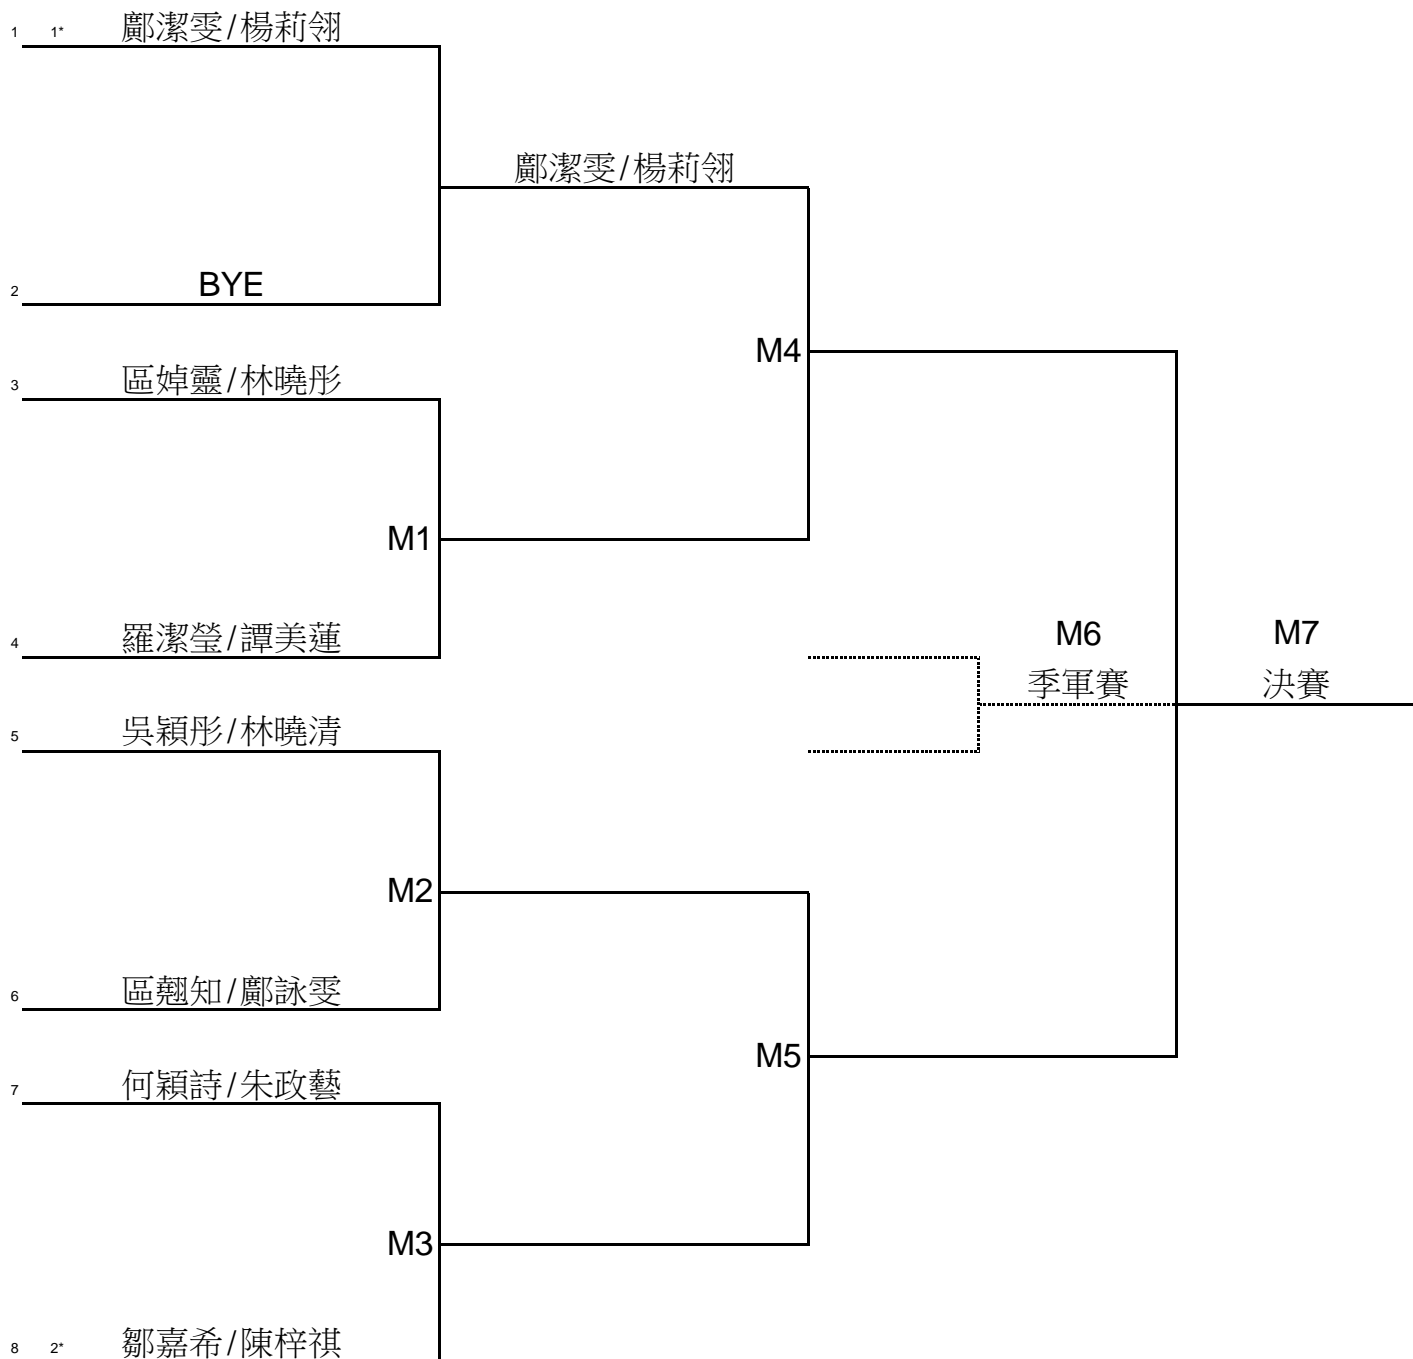 1 1* 鄺潔雯/楊莉翎
鄺潔雯/楊莉翎
2 BYE
M4
3 區婥靈/林曉彤
M1
4 羅潔瑩/譚美蓮
M6 M7
季軍賽 決賽
5 吳穎彤/林曉清
M2
6 區翹知/鄺詠雯
M5
7 何穎詩/朱政藝
M3
8 2* 鄒嘉希/陳梓祺